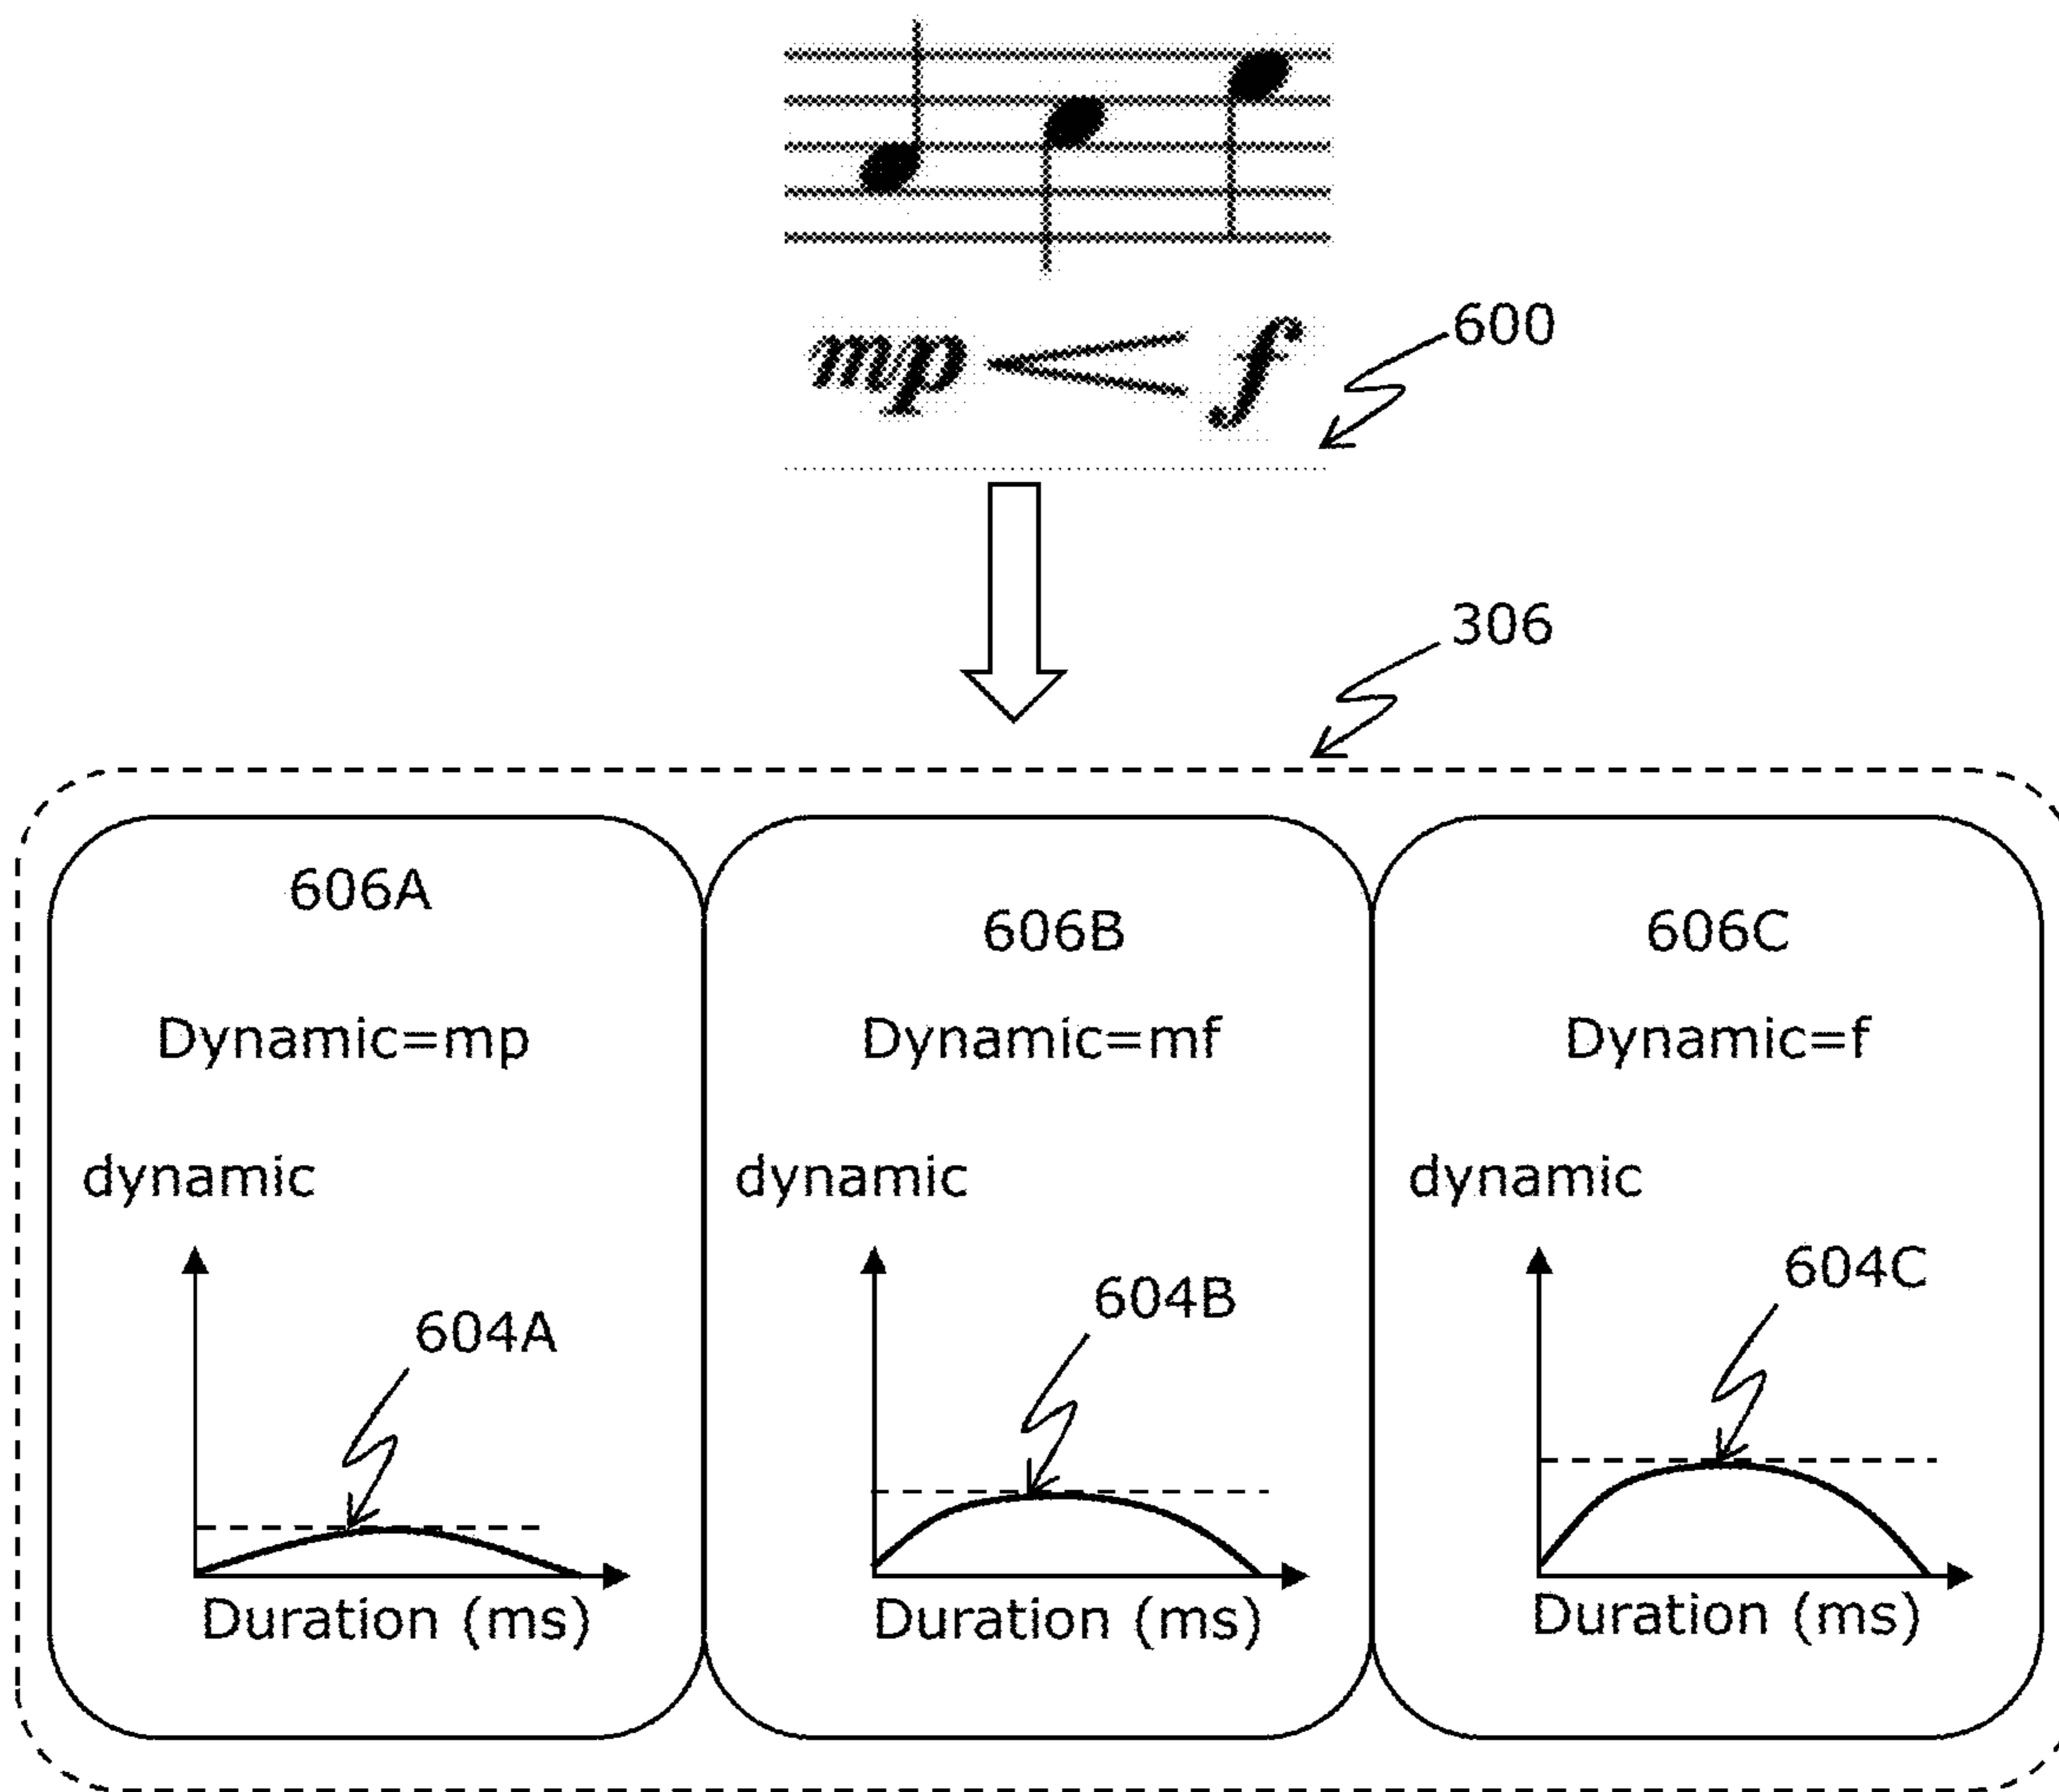 600
mp f
306
606A 606B 606C
Dynamic=mp Dynamic=mf Dynamic=f
dynamic dynamic dynamic
604A 604B 604C
Duration (ms) Duration (ms) Duration (ms)